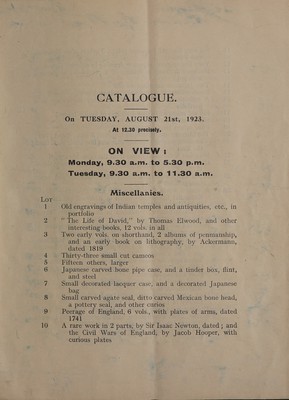 CATALOGUE.
On TUESDAY, AUGUST 21st, 1923.
At 12.30 precisely.
ON VIEW :
Monday, 9.30 a.m. to 5.30 p.m.
Tuesday, 9.30 a.m. to 11.30 a.m.
Miscellanies.
Lot
1 Old engravings of Indian temples and antiquities, etc., in
portfolio
2 "The Life of David," by Thomas Elwood, and other
interesting books, 12 vols. in all
3 Two early vols. on shorthand, 2 albums of penmanship,
and an early book on lithography, by Ackermann,
dated 1819
4 Thirty-three small cut cameos
5 Fifteen others, larger
6 Japanese carved bone pipe case, and a tinder box, flint,
and steel
7 Small decorated lacquer case, and a decorated Japanese
bag
8 Small carved agate seal, ditto carved Mexican bone head,
a pottery seal, and other curios
9 Peerage of England, 6 vols., with plates of arms, dated
1741
10 A rare work in 2 parts, by Sir Isaac Newton, dated ; and
the Civil Wars of England, by Jacob Hooper, with
curious plates